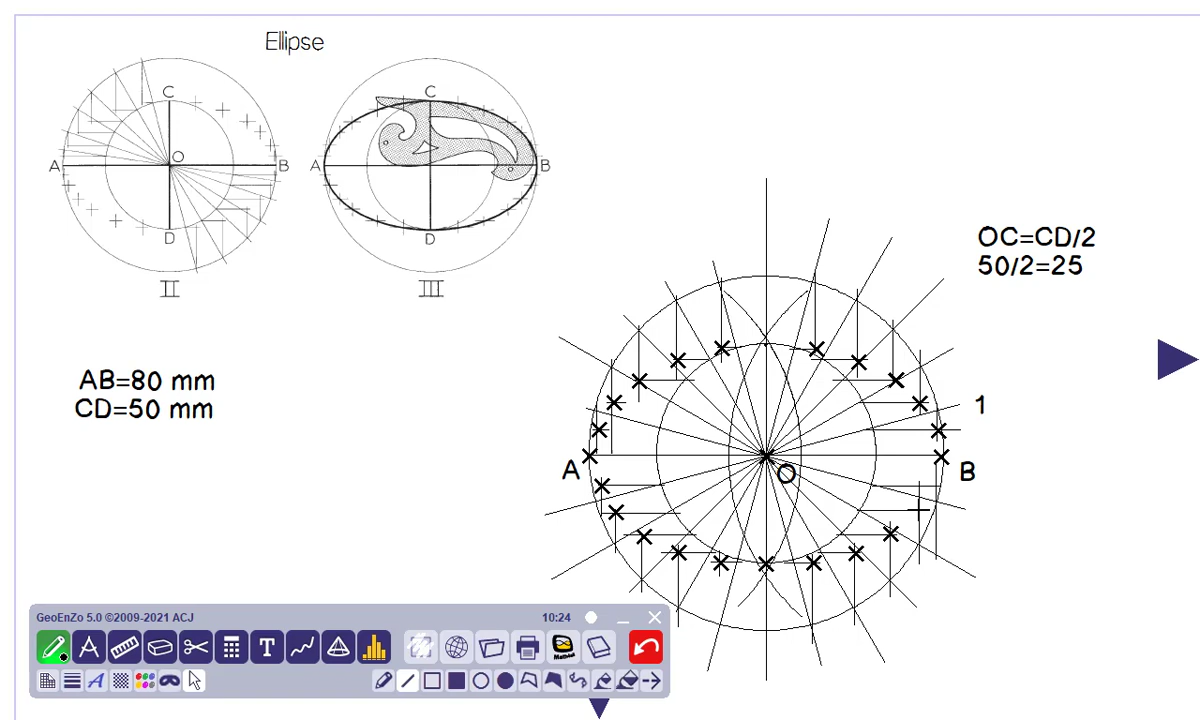 Ellipse
C
O
A
B
D
II
C
A
B
D
III
AB=80 mm
CD=50 mm
OC=CD/2
50/2=25
1
A
O
B
GeoEnZo 5.0 ©2009-2021 ACJ
10:24
T
A